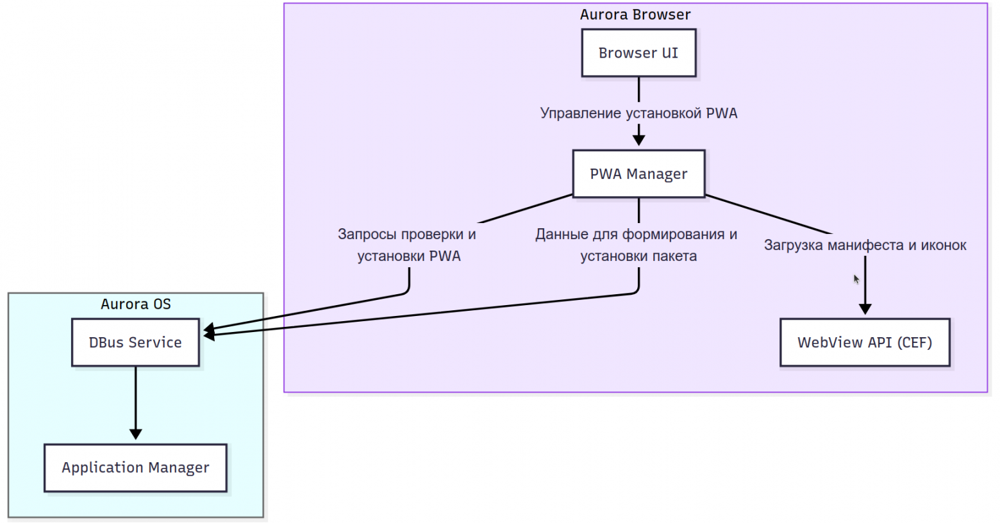 Aurora Browser
Browser UI
Управление установкой PWA
PWA Manager
Запросы проверки и
установки PWA
Данные для формирования и
установки пакета
Загрузка манифеста и иконок
Aurora OS
DBus Service
WebView API (CEF)
Application Manager